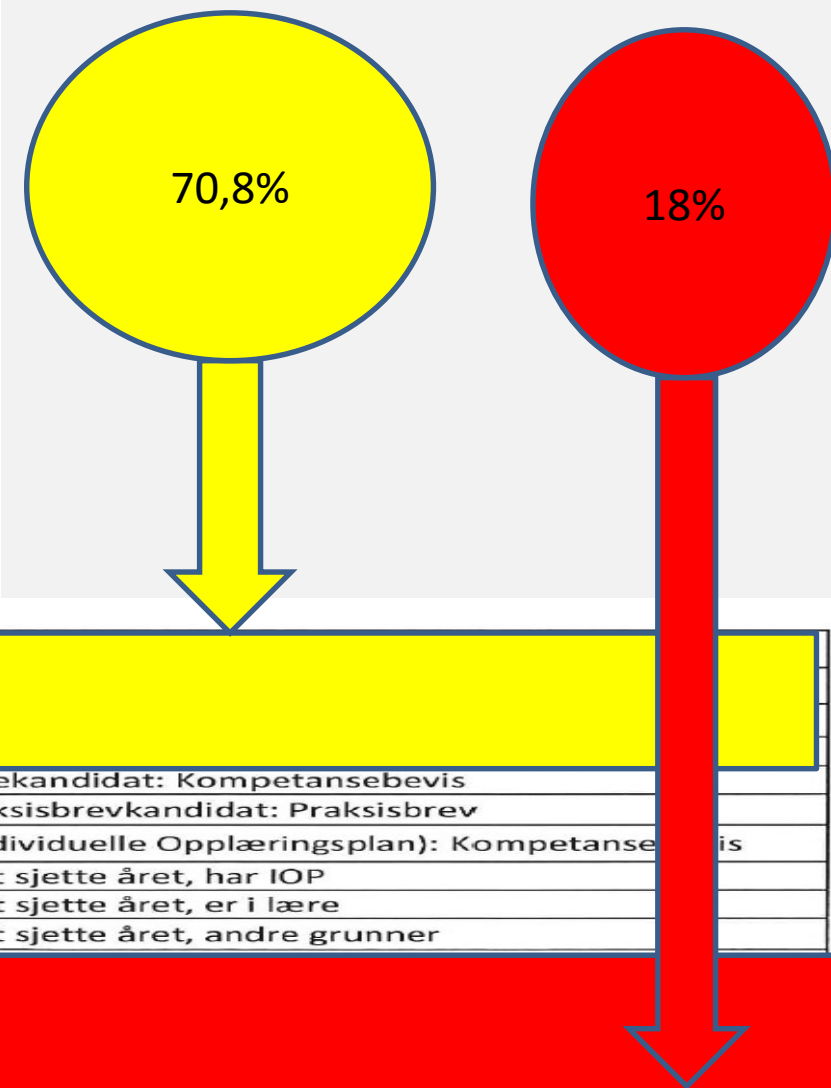 70,8%
18%
ekandidat: Kompetansebevis
ksisbrevkandidat: Praksisbrev
dividuelle Opplæringsplan): Kompetanse is
t sjette året, har IOP
t sjette året, er i lære
t sjette året, andre grunner